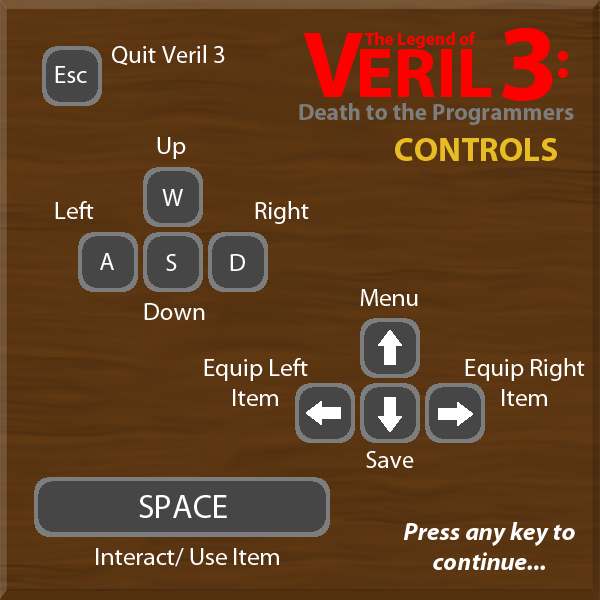 Esc
Quit Veril 3
The Legend of
VERIL 3:
Death to the Programmers
CONTROLS
Up
W
Left
Right
A
S
D
Down
Menu
Equip Left
Item
Equip Right
Item
Save
SPACE
Interact/ Use Item
Press any key to
continue...